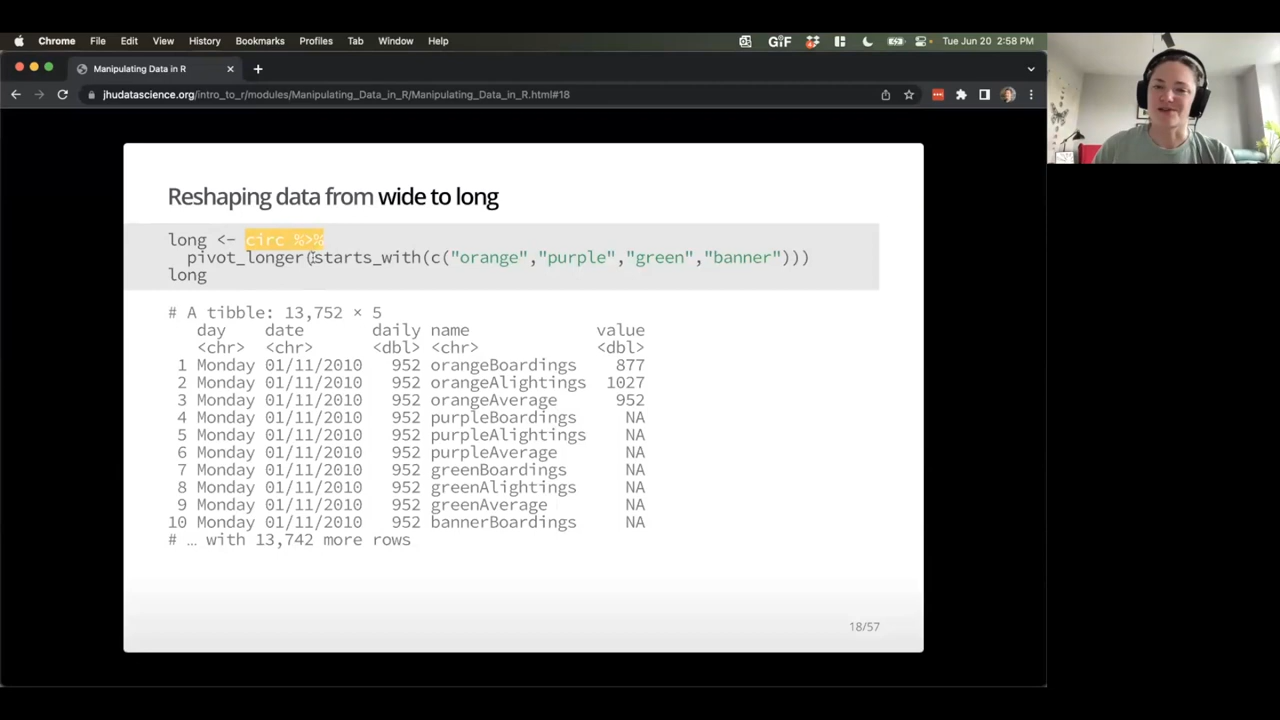 Chrome File Edit View History Bookmarks Profiles Tab Window Help GIF Tue Jun 20 2:58 PM
Manipulating Data in R
jhudatascience.org/intro_to_r/modules/Manipulating_Data_in_R/Manipulating_Data_in_R.html#18
Reshaping data from wide to long
long <- circ %>%
pivot_longer(starts_with(c("orange","purple","green","banner")))
long
# A tibble: 13,752 × 5
day date daily name value
<chr> <chr> <dbl> <chr> <dbl>
1 Monday 01/11/2010 952 orangeBoardings 877
2 Monday 01/11/2010 952 orangeAlightings 1027
3 Monday 01/11/2010 952 orangeAverage 952
4 Monday 01/11/2010 952 purpleBoardings NA
5 Monday 01/11/2010 952 purpleAlightings NA
6 Monday 01/11/2010 952 purpleAverage NA
7 Monday 01/11/2010 952 greenBoardings NA
8 Monday 01/11/2010 952 greenAlightings NA
9 Monday 01/11/2010 952 greenAverage NA
10 Monday 01/11/2010 952 bannerBoardings NA
# … with 13,742 more rows
18/57